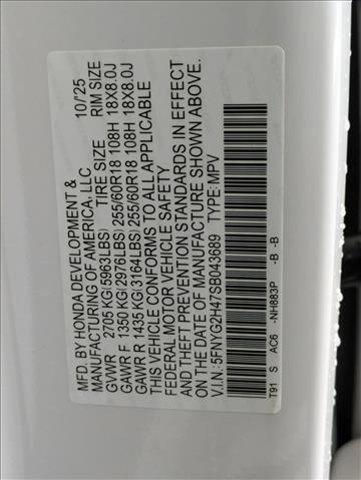 MFD. BY HONDA DEVELOPMENT & 10/25
MANUFACTURING OF AMERICA, LLC
TIRE SIZE RIM SIZE
GVWR 2705 KG(5963LBS)
GAWR F 1350 KG(2976LBS) 255/60R18 108H 18X8.0J
GAWR R 1435 KG(3164LBS) 255/60R18 108H 18X8.0J
THIS VEHICLE CONFORMS TO ALL APPLICABLE
FEDERAL MOTOR VEHICLE SAFETY
AND THEFT PREVENTION STANDARDS IN EFFECT
ON THE DATE OF MANUFACTURE SHOWN ABOVE.
V.I.N.: 5FNYG2H47SB043689 TYPE: MPV
T91 S AC6 -NH883P -B -B